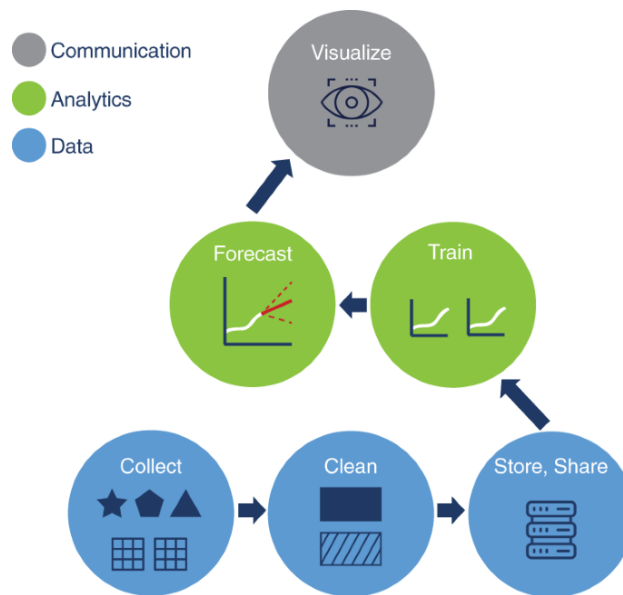 Communication
Analytics
Data
Visualize
Forecast
Train
Collect
Clean
Store, Share